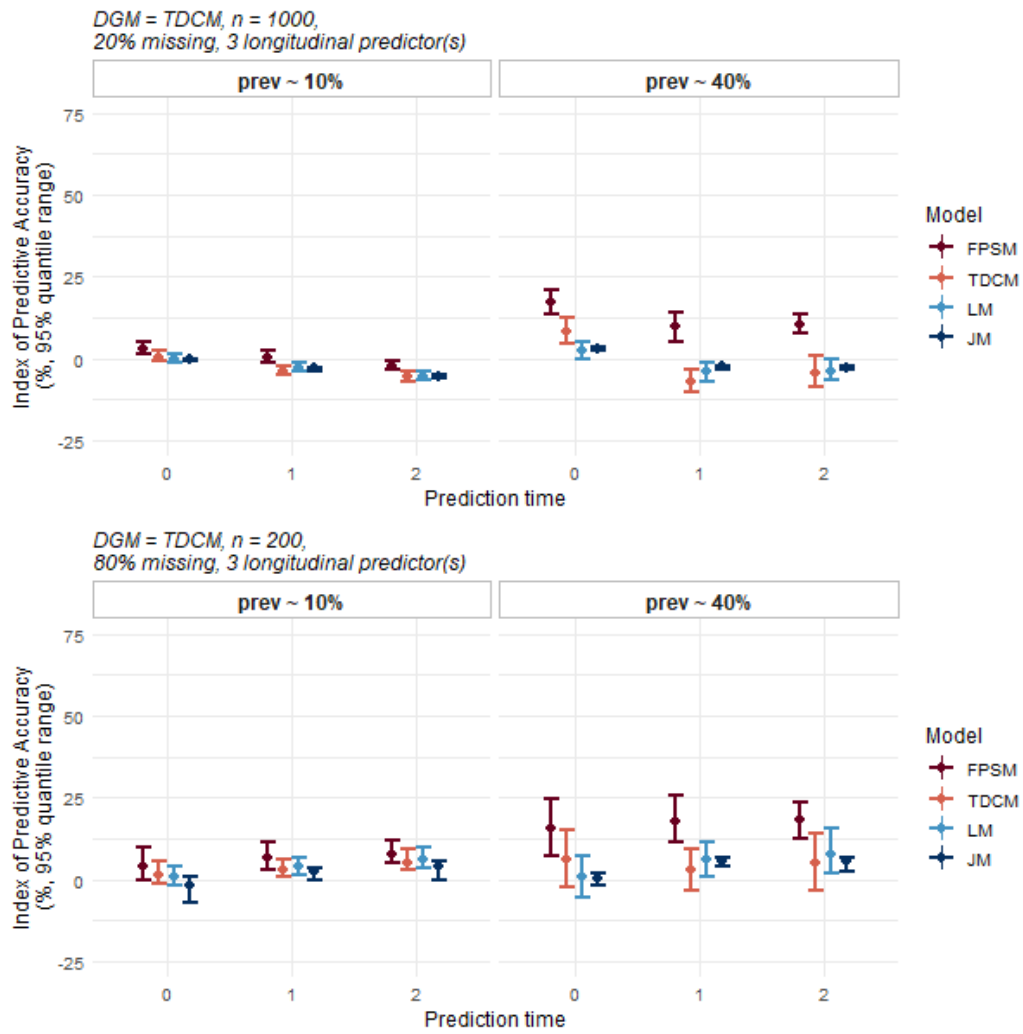 DGM = TDCM, n = 1000,
20% missing, 3 longitudinal predictor(s)
prev ~ 10%
prev ~ 40%
Index of Predictive Accuracy
(%, 95% quantile range)
75
50
25
0
-25
0
1
2
0
1
2
Prediction time
Model
FPSM
TDCM
LM
JM
DGM = TDCM, n = 200,
80% missing, 3 longitudinal predictor(s)
prev ~ 10%
prev ~ 40%
Index of Predictive Accuracy
(%, 95% quantile range)
75
50
25
0
-25
0
1
2
0
1
2
Prediction time
Model
FPSM
TDCM
LM
JM